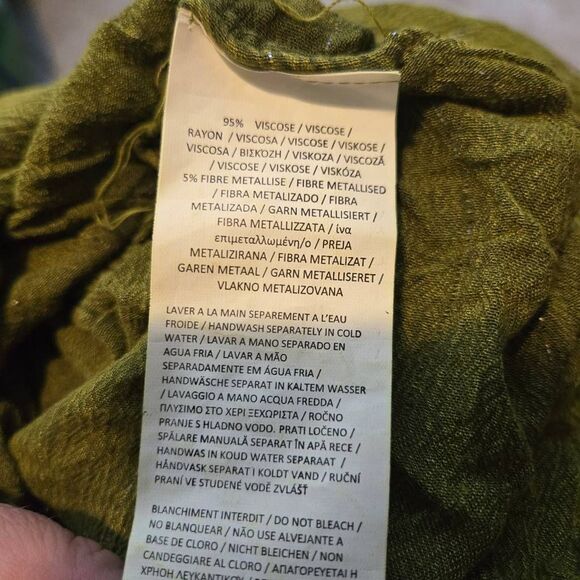 95% VISCOSE / VISCOSE /
RAYON / VISCOSA / VISCOSE / VISKOSE /
VISCOSA / ΒΙΣΚΌΖΗ / VISKOZA / VISCOZĂ
/ VISCOSE / VISKOSE / VISKÓZA
5% FIBRE METALLISE / FIBRE METALLISED
/ FIBRA METALIZADO / FIBRA
METALIZADA / GARN METALLISIERT /
FIBRA METALLIZZATA / ίνα
επιμεταλλωμένη/ο / PREJA
METALIZIRANA / FIBRA METALIZAT /
GAREN METAAL / GARN METALLISERET /
VLAKNO METALIZOVANA
LAVER A LA MAIN SEPAREMENT A L'EAU
FROIDE / HANDWASH SEPARATELY IN COLD
WATER / LAVAR A MANO SEPARADO EN
AGUA FRIA / LAVAR A MÃO
SEPARADAMENTE EM ÁGUA FRIA /
HANDWÄSCHE SEPARAT IN KALTEM WASSER
/ LAVAGGIO A MANO ACQUA FREDDA /
ΠΛΥΣΙΜΟ ΣΤΟ ΧΕΡΙ ΞΕΧΩΡΙΣΤΑ / ROČNO
PRANJE S HLADNO VODO. PRATI LOČENO /
SPĂLARE MANUALĂ SEPARAT ÎN APĂ RECE /
HANDWAS IN KOUD WATER SEPARAAT /
HÅNDVASK SEPARAT I KOLDT VAND / RUČNÍ
PRANÍ VE STUDENÉ VODĚ ZVLÁŠŤ
BLANCHIMENT INTERDIT / DO NOT BLEACH /
NO BLANQUEAR / NÃO USE ALVEJANTE A
BASE DE CLORO / NICHT BLEICHEN / NON
CANDEGGIARE AL CLORO / ΑΠΑΓΟΡΕΥΕΤΑΙ Η
ΧΡΗΣΗ ΛΕΥΚΑΝΤΙΚΟΥ